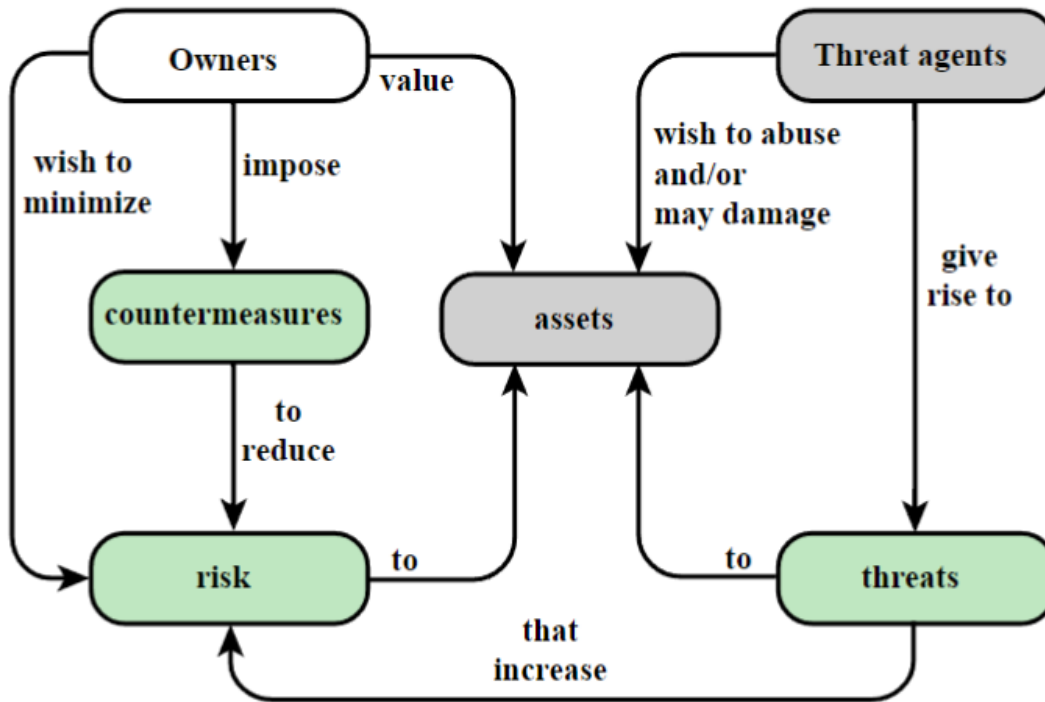 Owners
Threat agents
value
wish to
minimize
impose
wish to abuse
and/or
may damage
give
rise to
countermeasures
assets
to
reduce
risk
to
to
threats
that
increase